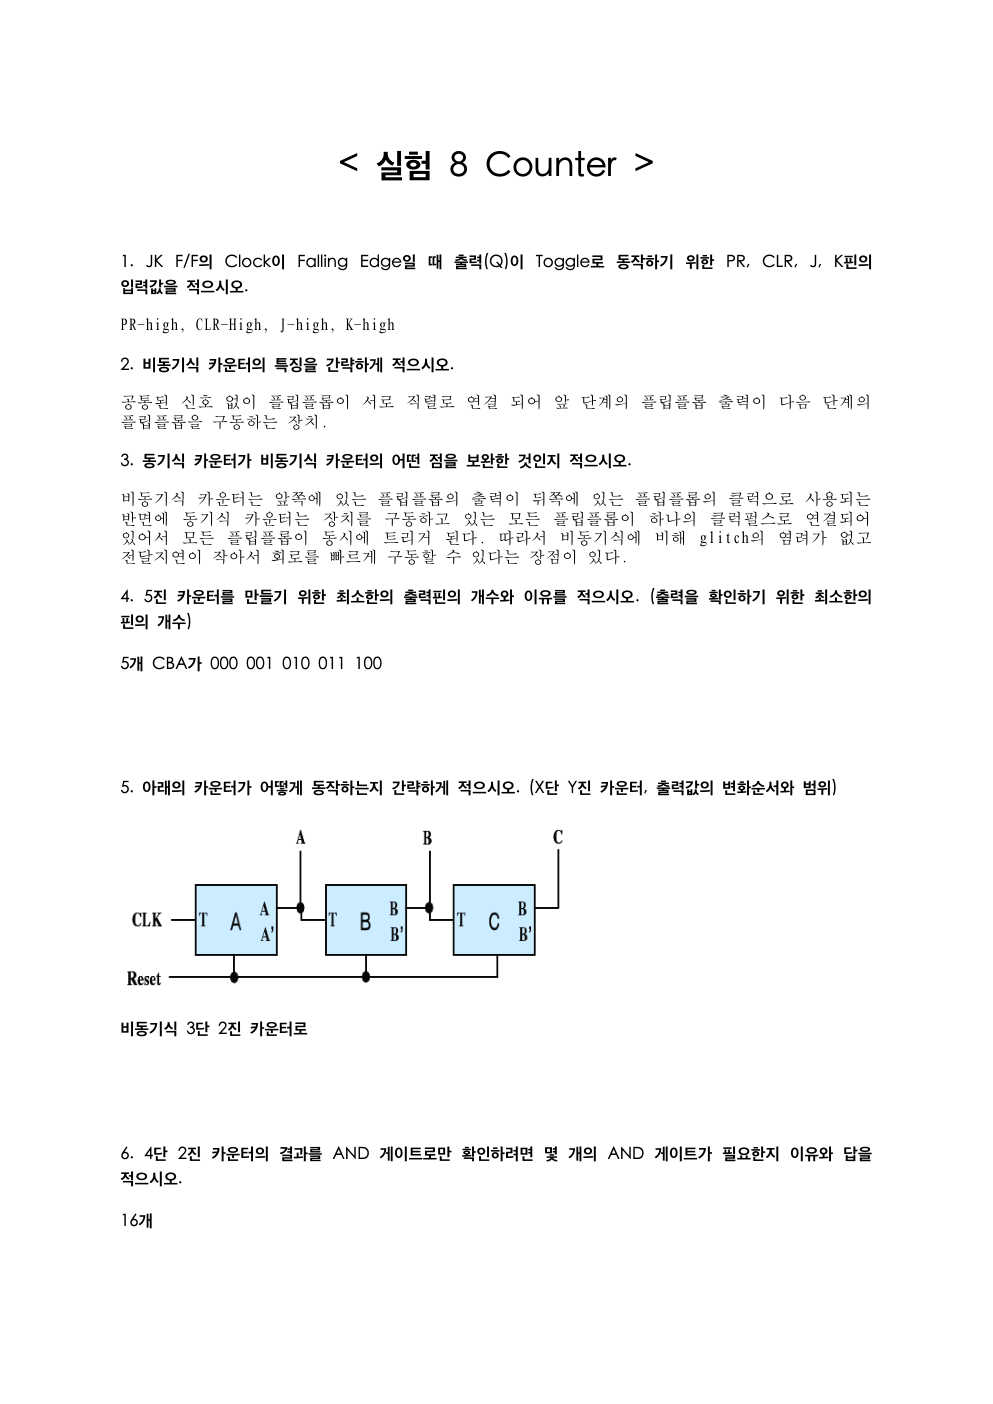 < 실험 8 Counter >
1. JK F/F의 Clock이 Falling Edge일 때 출력(Q)이 Toggle로 동작하기 위한 PR, CLR, J, K핀의
입력값을 적으시오.
PR-high, CLR-High, J-high, K-high
2. 비동기식 카운터의 특징을 간략하게 적으시오.
공통된 신호 없이 플립플롭이 서로 직렬로 연결 되어 앞 단계의 플립플롭 출력이 다음 단계의
플립플롭을 구동하는 장치.
3. 동기식 카운터가 비동기식 카운터의 어떤 점을 보완한 것인지 적으시오.
비동기식 카운터는 앞쪽에 있는 플립플롭의 출력이 뒤쪽에 있는 플립플롭의 클럭으로 사용되는
반면에 동기식 카운터는 장치를 구동하고 있는 모든 플립플롭이 하나의 클럭펄스로 연결되어
있어서 모든 플립플롭이 동시에 트리거 된다. 따라서 비동기식에 비해 glitch의 염려가 없고
전달지연이 작아서 회로를 빠르게 구동할 수 있다는 장점이 있다.
4. 5진 카운터를 만들기 위한 최소한의 출력핀의 개수와 이유를 적으시오. (출력을 확인하기 위한 최소한의
핀의 개수)
5개 CBA가 000 001 010 011 100
5. 아래의 카운터가 어떻게 동작하는지 간략하게 적으시오. (X단 Y진 카운터, 출력값의 변화순서와 범위)
A B C
CLK T A A A' T B B B' T C B B'
Reset
비동기식 3단 2진 카운터로
6. 4단 2진 카운터의 결과를 AND 게이트로만 확인하려면 몇 개의 AND 게이트가 필요한지 이유와 답을
적으시오.
16개